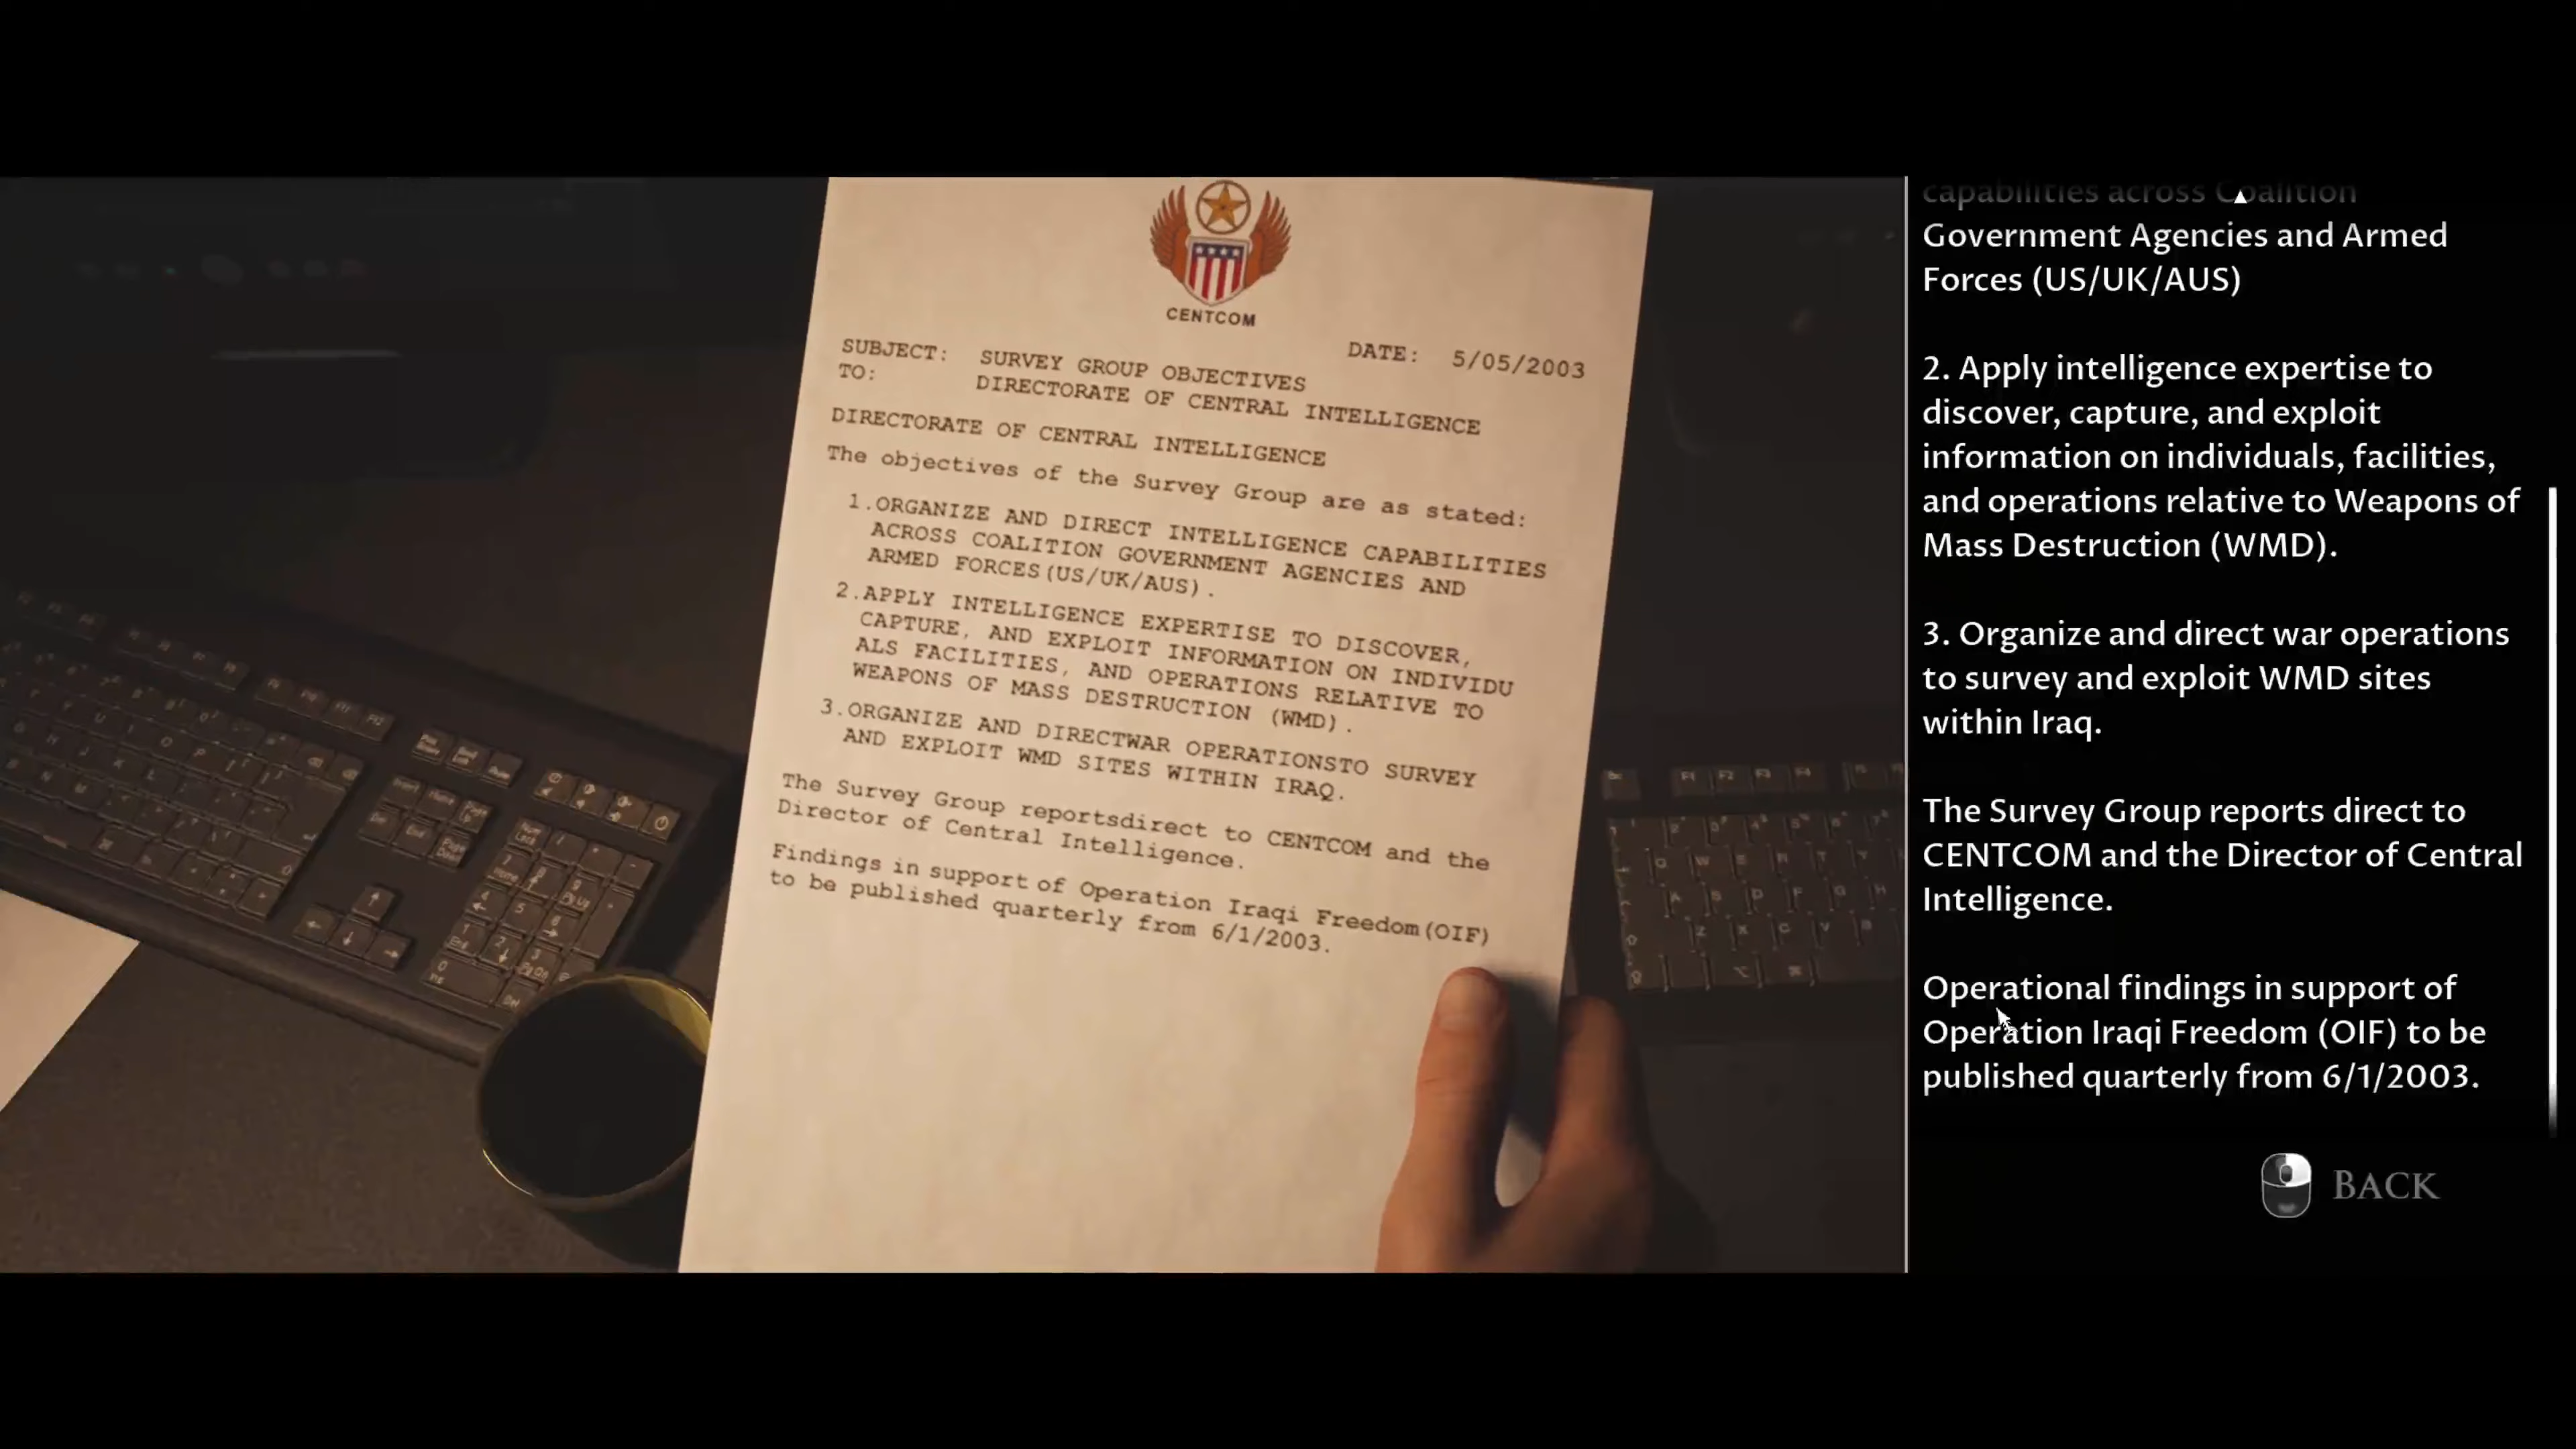 CENTCOM
DATE: 5/05/2003
SUBJECT: SURVEY GROUP OBJECTIVES
TO: DIRECTORATE OF CENTRAL INTELLIGENCE
DIRECTORATE OF CENTRAL INTELLIGENCE
The objectives of the Survey Group are as stated:
1.ORGANIZE AND DIRECT INTELLIGENCE CAPABILITIES
ACROSS COALITION GOVERNMENT AGENCIES AND
ARMED FORCES(US/UK/AUS).
2.APPLY INTELLIGENCE EXPERTISE TO DISCOVER,
CAPTURE, AND EXPLOIT INFORMATION ON INDIVIDU
ALS FACILITIES, AND OPERATIONS RELATIVE TO
WEAPONS OF MASS DESTRUCTION (WMD).
3.ORGANIZE AND DIRECTWAR OPERATIONSTO SURVEY
AND EXPLOIT WMD SITES WITHIN IRAQ.
The Survey Group reportsdirect to CENTCOM and the
Director of Central Intelligence.
Findings in support of Operation Iraqi Freedom(OIF)
to be published quarterly from 6/1/2003.
capabilities across Coalition
Government Agencies and Armed
Forces (US/UK/AUS)
2. Apply intelligence expertise to
discover, capture, and exploit
information on individuals, facilities,
and operations relative to Weapons of
Mass Destruction (WMD).
3. Organize and direct war operations
to survey and exploit WMD sites
within Iraq.
The Survey Group reports direct to
CENTCOM and the Director of Central
Intelligence.
Operational findings in support of
Operation Iraqi Freedom (OIF) to be
published quarterly from 6/1/2003.
BACK